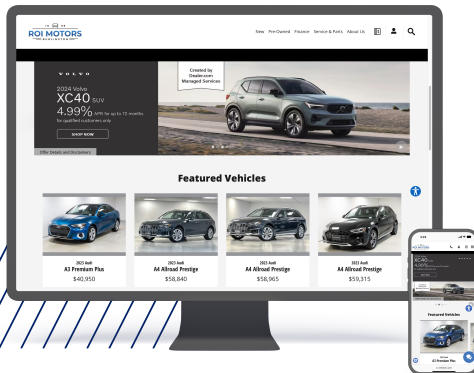 ROI MOTORS
BURLINGTON
New Pre-Owned Finance Service & Parts About Us
VOLVO
2024 Volvo
XC40 SUV
4.99% APR for up to 72 months
for qualified customers only
SHOP NOW
Offer Details and Disclaimers
Created by
Dealer.com
Managed Services
Featured Vehicles
2023 Audi
A3 Premium Plus
$40,950
2023 Audi
A4 Allroad Prestige
$58,840
2023 Audi
A4 Allroad Prestige
$58,965
2023 Audi
A4 Allroad Prestige
$59,315
ROI MOTORS
XC40
Featured Vehicles
A3 Premium Plus